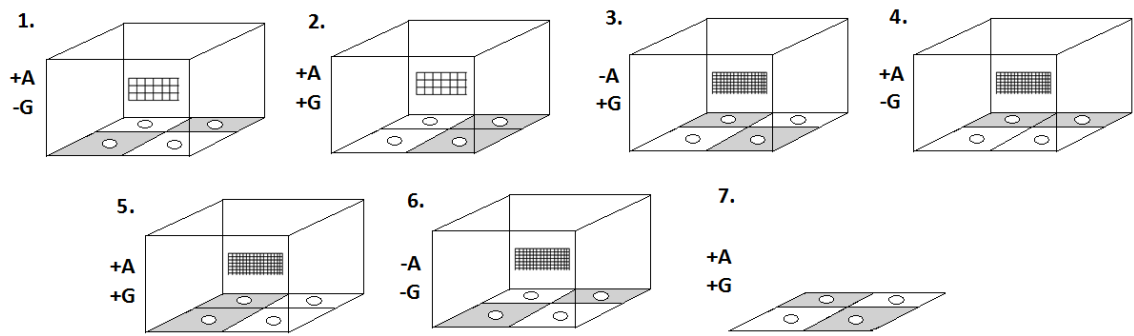 1.
+A
-G
2.
+A
+G
3.
-A
+G
4.
+A
-G
5.
+A
+G
6.
-A
-G
7.
+A
+G